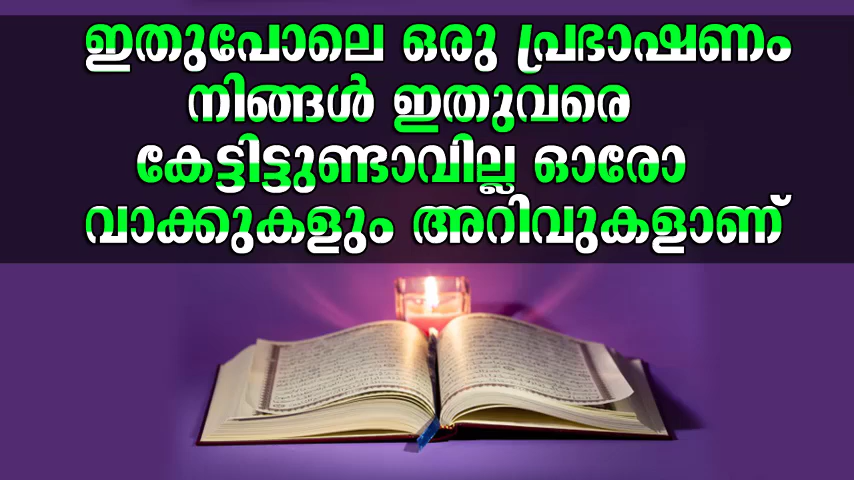 ഇതുപോലെ ഒരു പ്രഭാഷണം
നിങ്ങൾ ഇതുവരെ
കേട്ടിട്ടുണ്ടാവില്ല ഓരോ
വാക്കുകളും അറിവുകളാണ്